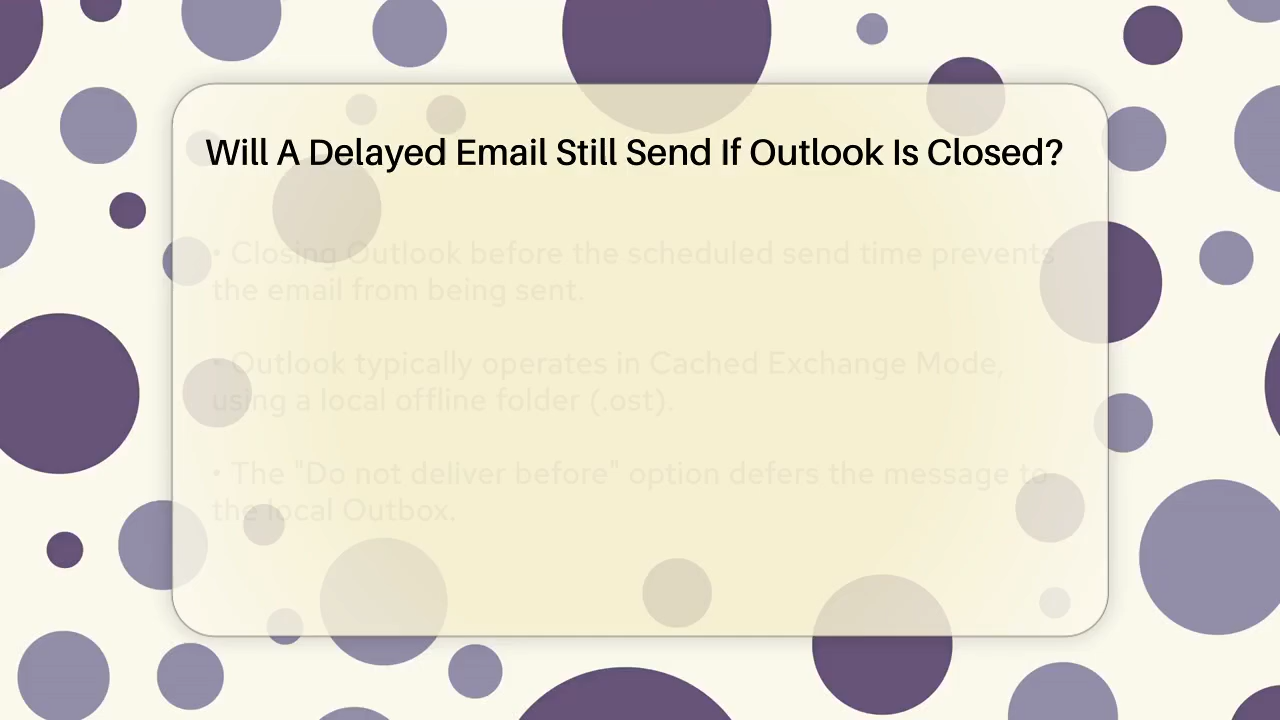 Will A Delayed Email Still Send If Outlook Is Closed?
• Closing Outlook before the scheduled send time prevents
the email from being sent.
• Outlook typically operates in Cached Exchange Mode,
using a local offline folder (.ost).
• The "Do not deliver before" option defers the message to
the local Outbox.